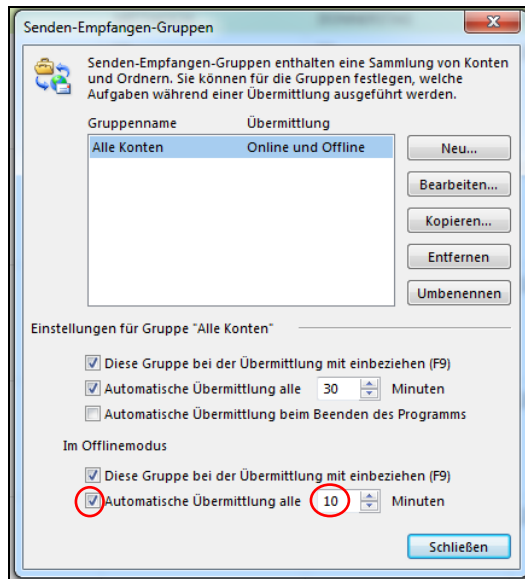 Senden-Empfangen-Gruppen
Senden-Empfangen-Gruppen enthalten eine Sammlung von Konten
und Ordnern. Sie können für die Gruppen festlegen, welche
Aufgaben während einer Übermittlung ausgeführt werden.
Gruppenname Übermittlung
Alle Konten Online und Offline
Neu...
Bearbeiten...
Kopieren...
Entfernen
Umbenennen
Einstellungen für Gruppe "Alle Konten"
Diese Gruppe bei der Übermittlung mit einbeziehen (F9)
Automatische Übermittlung alle 30 Minuten
Automatische Übermittlung beim Beenden des Programms
Im Offlinemodus
Diese Gruppe bei der Übermittlung mit einbeziehen (F9)
Automatische Übermittlung alle 10 Minuten
Schließen